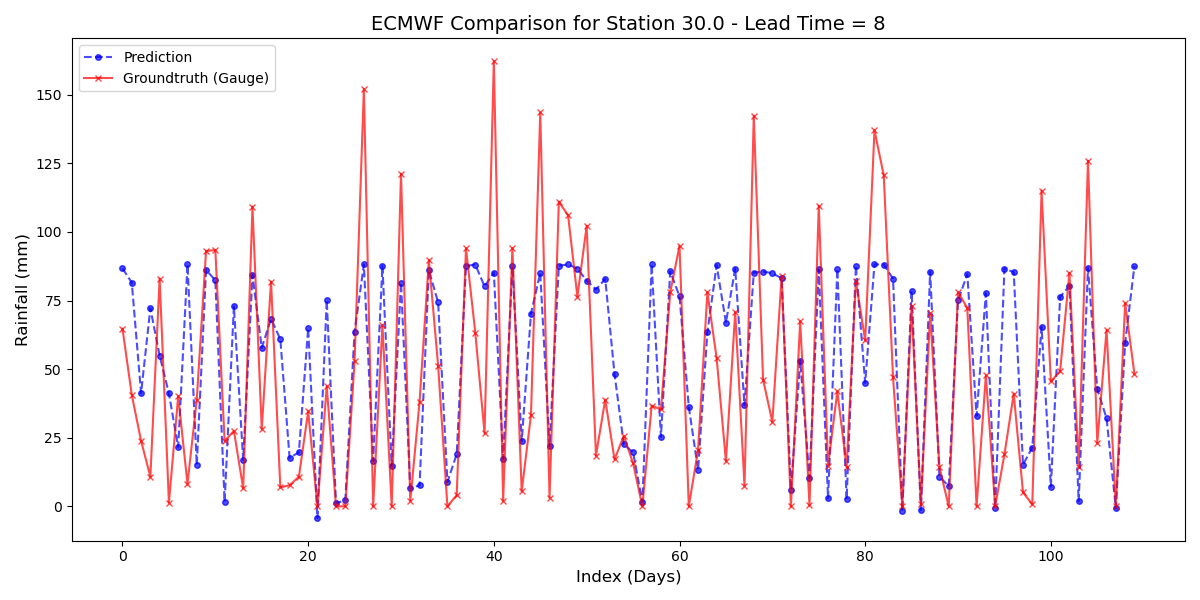 ECMWF Comparison for Station 30.0 - Lead Time = 8
Prediction
Groundtruth (Gauge)
Rainfall (mm)
150
125
100
75
50
25
0
0 20 40 60 80 100
Index (Days)